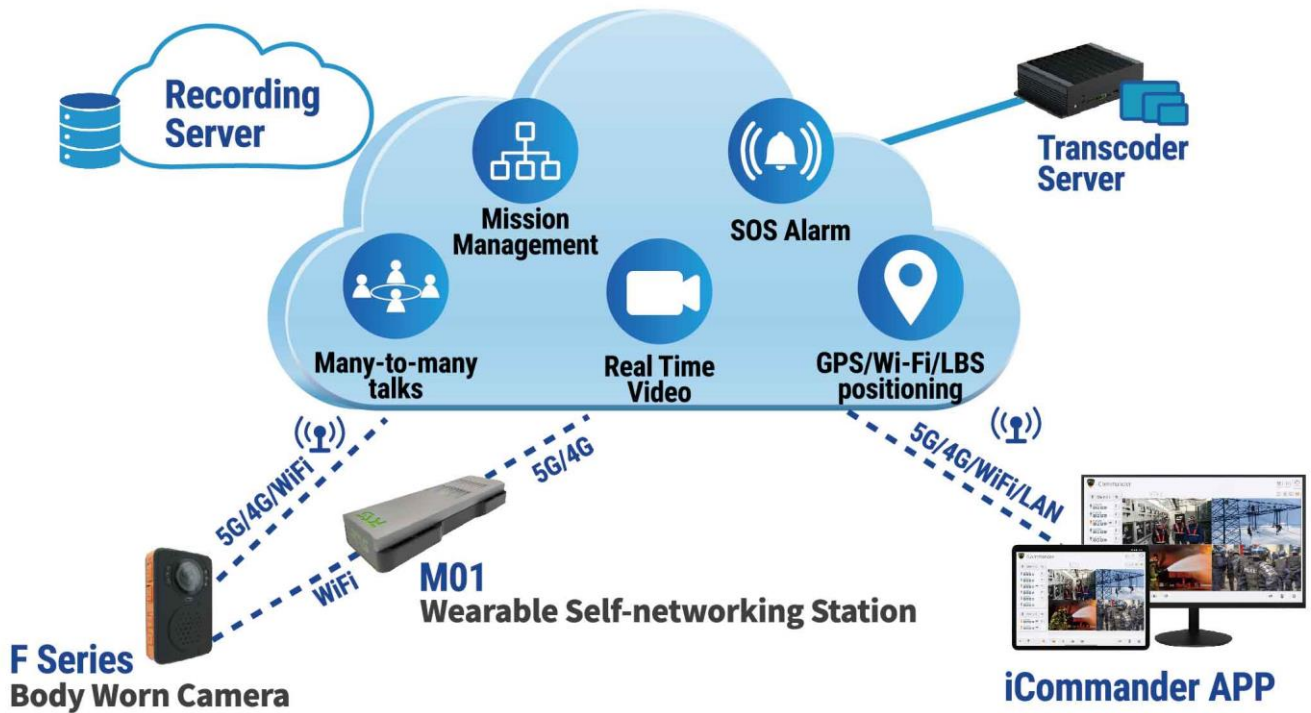 Recording
Server
Mission
Management
SOS Alarm
Transcoder
Server
Many-to-many
talks
Real Time
Video
GPS/Wi-Fi/LBS
positioning
5G/4G/WiFi
5G/4G
5G/4G/WiFi/LAN
WiFi
M01
Wearable Self-networking Station
F Series
Body Worn Camera
iCommander APP